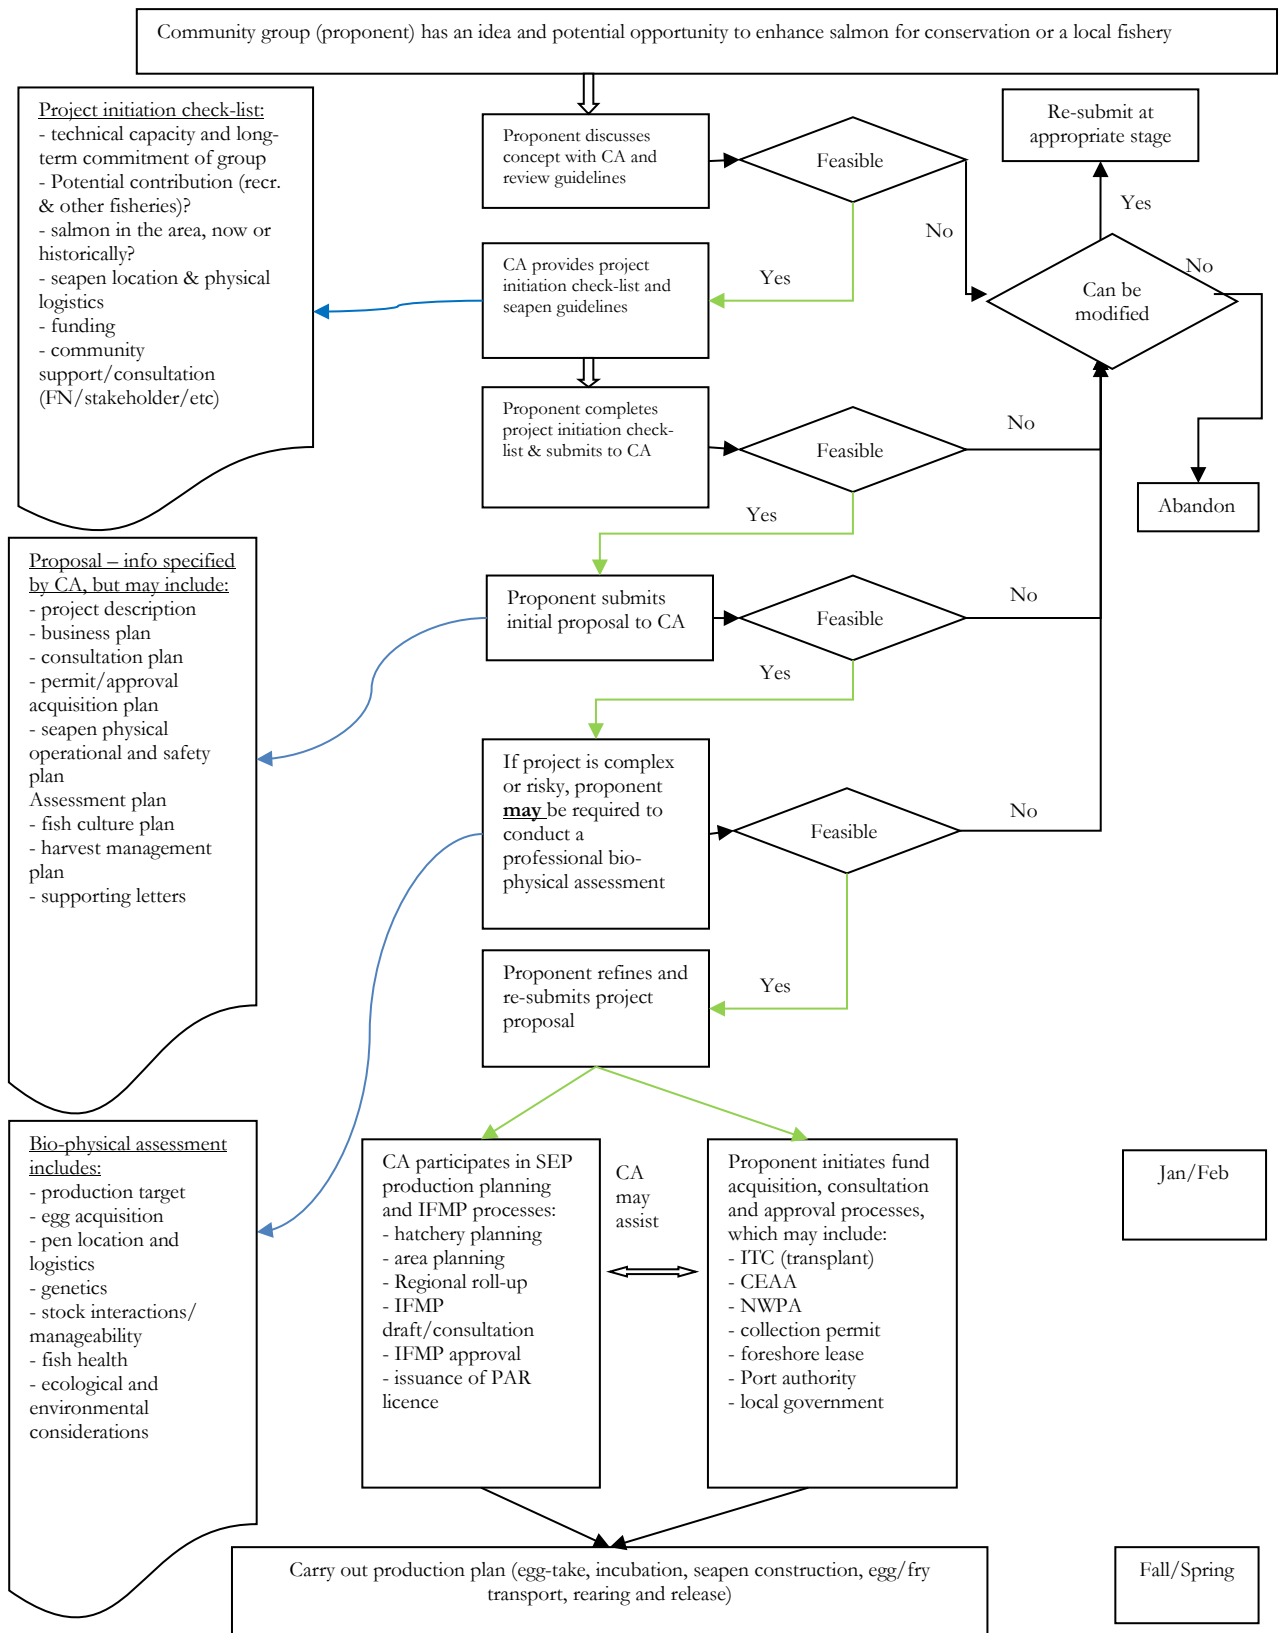 Community group (proponent) has an idea and potential opportunity to enhance salmon for conservation or a local fishery
Project initiation check-list:
- technical capacity and long-
term commitment of group
- Potential contribution (recr.
& other fisheries)?
- salmon in the area, now or
historically?
- seapen location & physical
logistics
- funding
- community
support/consultation
(FN/stakeholder/etc)
Proponent discusses
concept with CA and
review guidelines
Feasible
Re-submit at
appropriate stage
Yes
No
No
Yes
CA provides project
initiation check-list and
seapen guidelines
Can be
modified
Proponent completes
project initiation check-
list & submits to CA
Feasible
No
Yes
Abandon
Proposal – info specified
by CA, but may include:
- project description
- business plan
- consultation plan
- permit/approval
acquisition plan
- seapen physical
operational and safety
plan
Assessment plan
- fish culture plan
- harvest management
plan
- supporting letters
Proponent submits
initial proposal to CA
Feasible
No
Yes
If project is complex
or risky, proponent
may be required to
conduct a
professional bio-
physical assessment
Feasible
No
Yes
Proponent refines and
re-submits project
proposal
Bio-physical assessment
includes:
- production target
- egg acquisition
- pen location and
logistics
- genetics
- stock interactions/
manageability
- fish health
- ecological and
environmental
considerations
CA participates in SEP
production planning
and IFMP processes:
- hatchery planning
- area planning
- Regional roll-up
- IFMP
draft/consultation
- IFMP approval
- issuance of PAR
licence
CA
may
assist
Proponent initiates fund
acquisition, consultation
and approval processes,
which may include:
- ITC (transplant)
- CEAA
- NWPA
- collection permit
- foreshore lease
- Port authority
- local government
Jan/Feb
Carry out production plan (egg-take, incubation, seapen construction, egg/fry
transport, rearing and release)
Fall/Spring